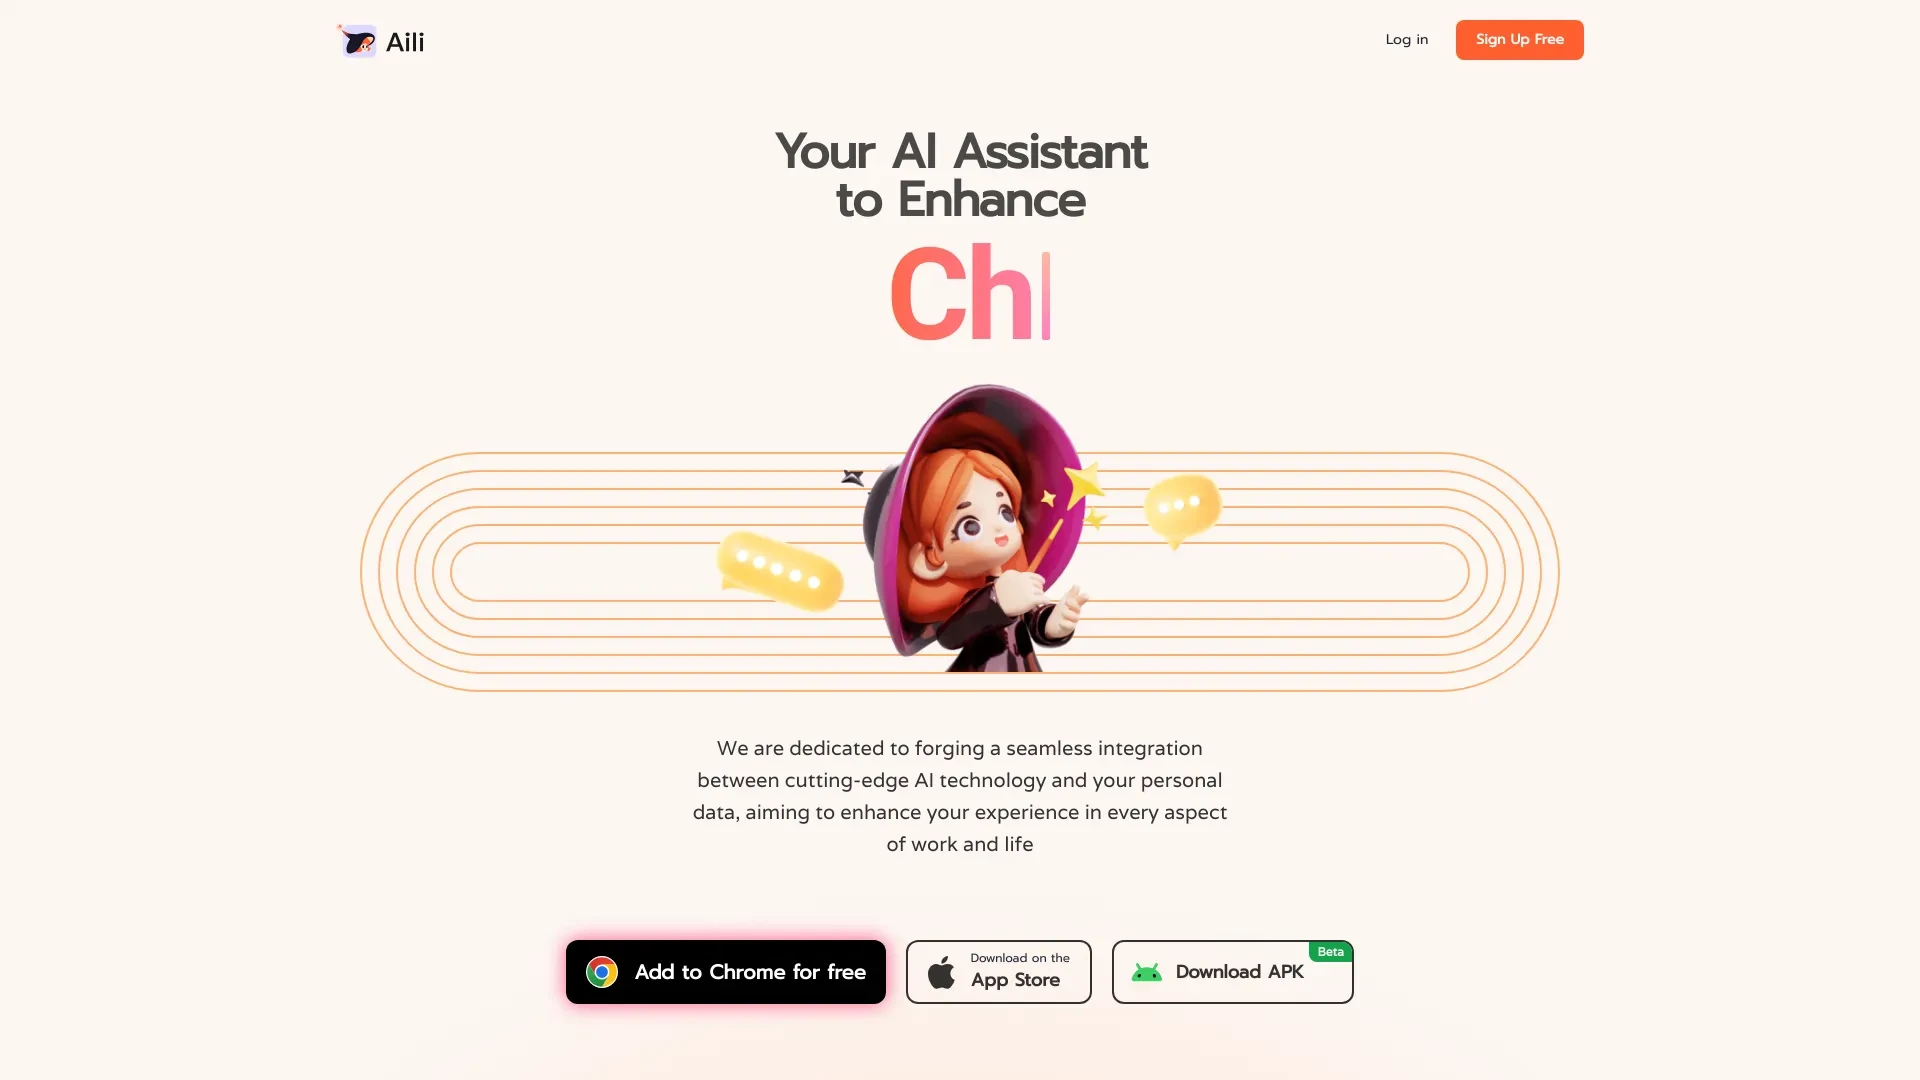 Aili
Log in
Sign Up Free
Your AI Assistant
to Enhance
Ch
We are dedicated to forging a seamless integration
between cutting-edge AI technology and your personal
data, aiming to enhance your experience in every aspect
of work and life
Add to Chrome for free
Download on the
App Store
Download APK
Beta